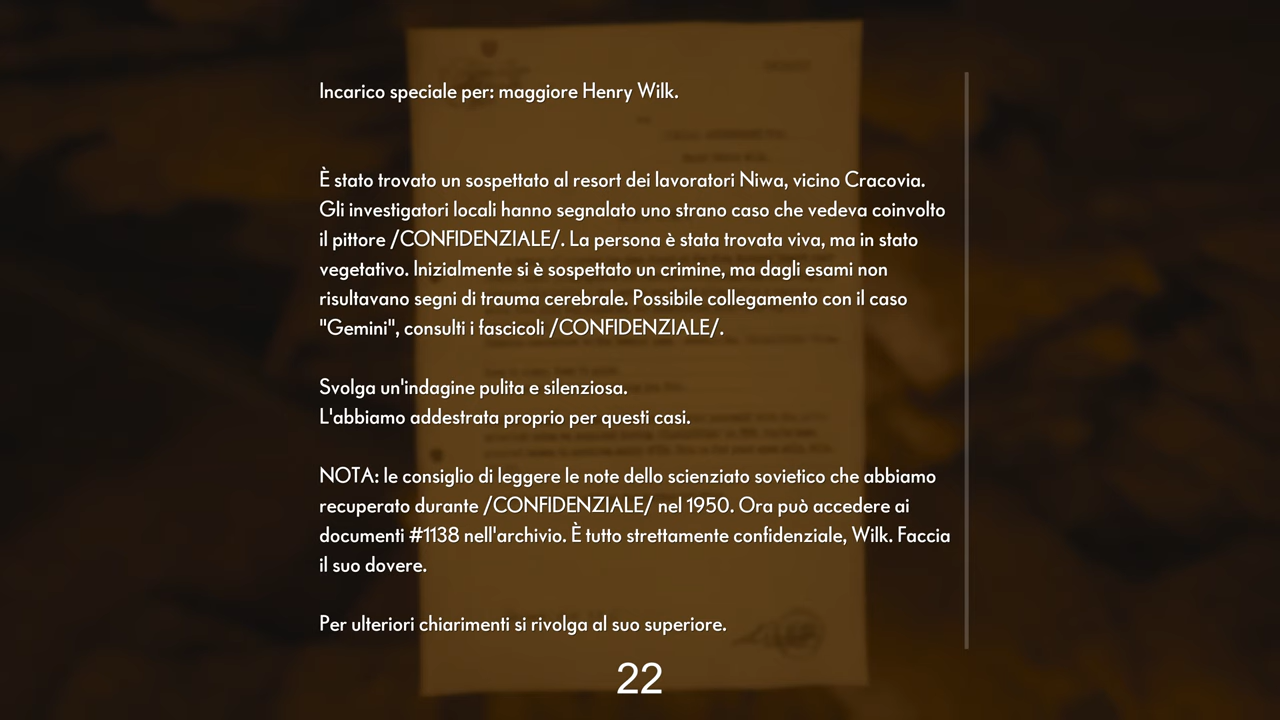 Incarico speciale per: maggiore Henry Wilk.
È stato trovato un sospettato al resort dei lavoratori Niwa, vicino Cracovia.
Gli investigatori locali hanno segnalato uno strano caso che vedeva coinvolto
il pittore /CONFIDENZIALE/. La persona è stata trovata viva, ma in stato
vegetativo. Inizialmente si è sospettato un crimine, ma dagli esami non
risultavano segni di trauma cerebrale. Possibile collegamento con il caso
"Gemini", consulti i fascicoli /CONFIDENZIALE/.
Svolga un'indagine pulita e silenziosa.
L'abbiamo addestrata proprio per questi casi.
NOTA: le consiglio di leggere le note dello scienziato sovietico che abbiamo
recuperato durante /CONFIDENZIALE/ nel 1950. Ora può accedere ai
documenti #1138 nell'archivio. È tutto strettamente confidenziale, Wilk. Faccia
il suo dovere.
Per ulteriori chiarimenti si rivolga al suo superiore.
22